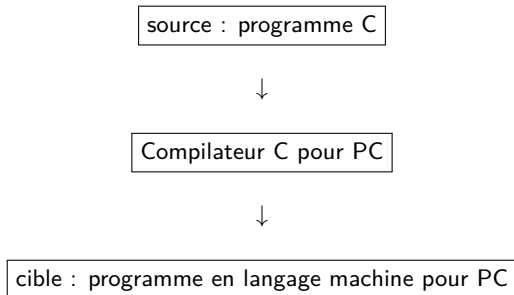 source : programme C
↓
Compilateur C pour PC
↓
cible : programme en langage machine pour PC